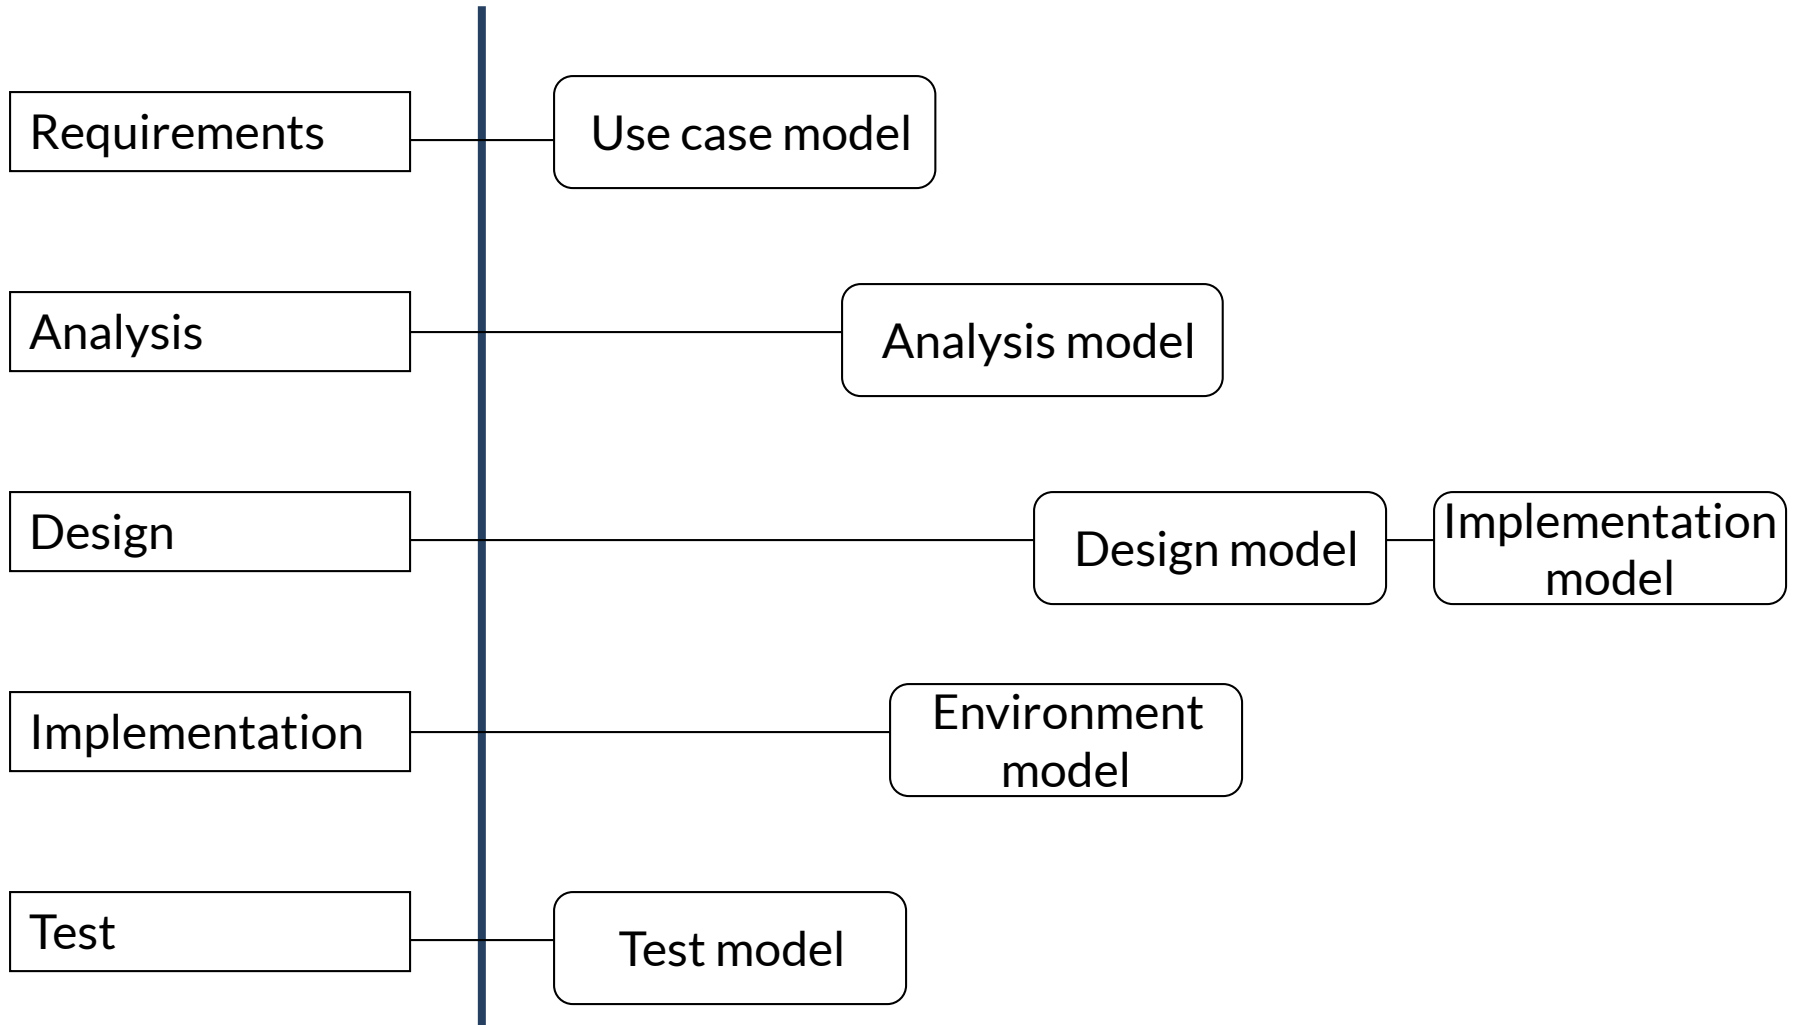 Requirements
Use case model
Analysis
Analysis model
Design
Design model
Implementation
model
Implementation
Environment
model
Test
Test model